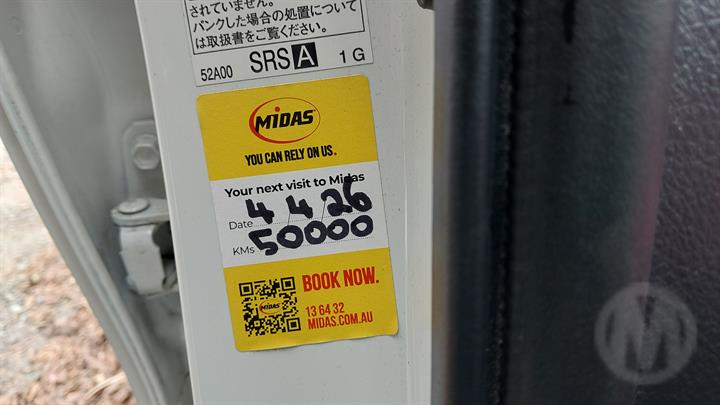 されていません。
パンクした場合の処置について
は取扱書をご覧ください。
52A00 SRS A 1G
MiDAS
YOU CAN RELY ON US.
Your next visit to Midas
Date 4/4/26
KMs 50000
MiDAS
BOOK NOW.
13 64 32
MIDAS.COM.AU
M